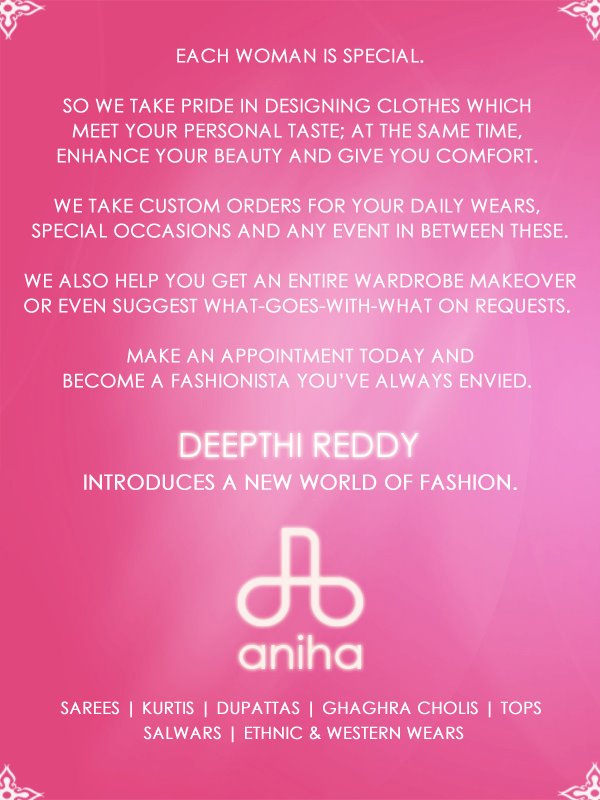 EACH WOMAN IS SPECIAL.
SO WE TAKE PRIDE IN DESIGNING CLOTHES WHICH
MEET YOUR PERSONAL TASTE; AT THE SAME TIME,
ENHANCE YOUR BEAUTY AND GIVE YOU COMFORT.
WE TAKE CUSTOM ORDERS FOR YOUR DAILY WEARS,
SPECIAL OCCASIONS AND ANY EVENT IN BETWEEN THESE.
WE ALSO HELP YOU GET AN ENTIRE WARDROBE MAKEOVER
OR EVEN SUGGEST WHAT-GOES-WITH-WHAT ON REQUESTS.
MAKE AN APPOINTMENT TODAY AND
BECOME A FASHIONISTA YOU'VE ALWAYS ENVIED.
DEEPTHI REDDY
INTRODUCES A NEW WORLD OF FASHION.
aniha
SAREES | KURTIS | DUPATTAS | GHAGHRA CHOLIS | TOPS
SALWARS | ETHNIC & WESTERN WEARS